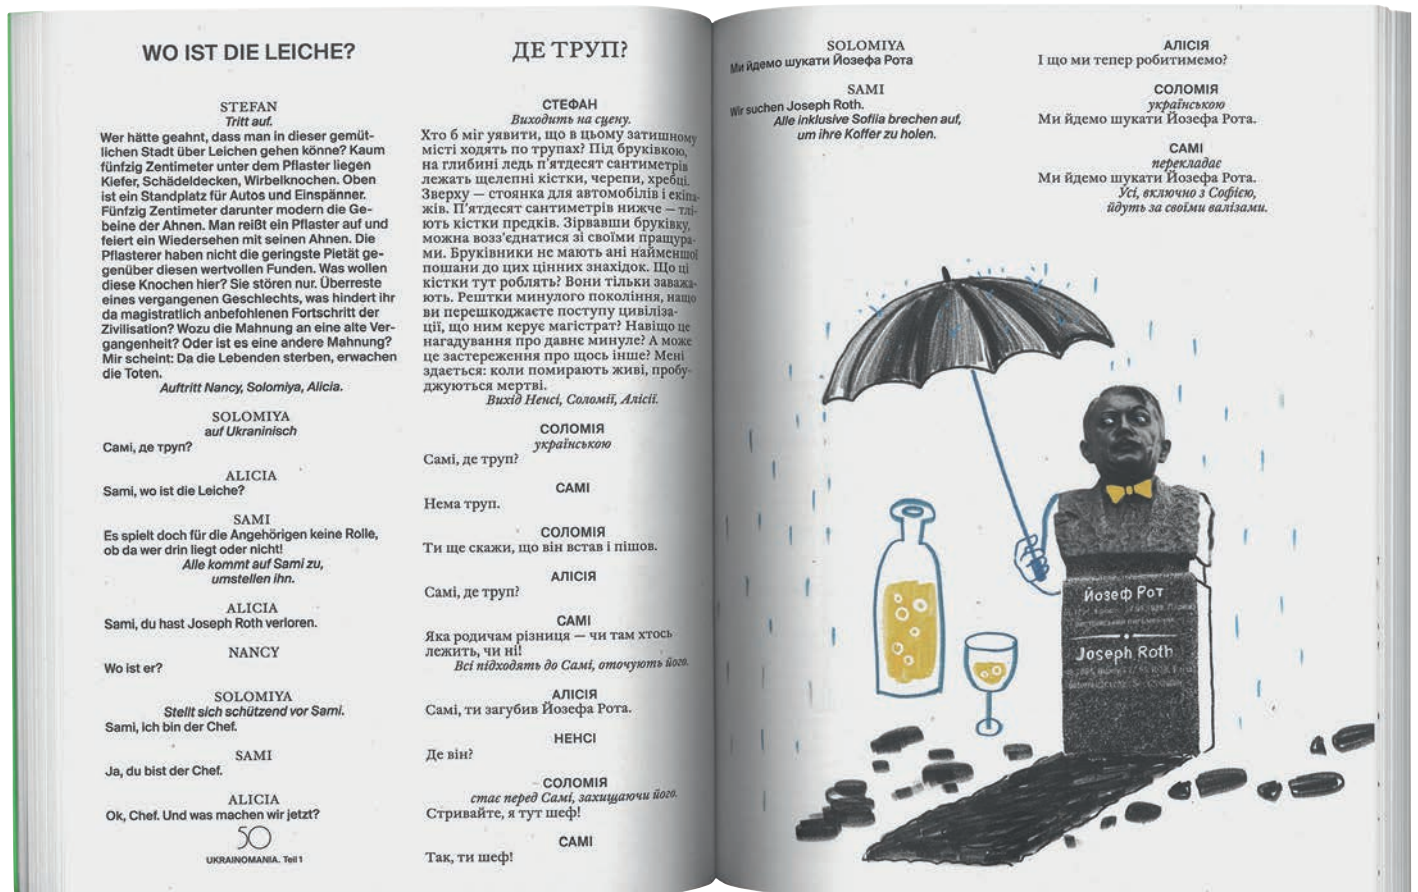 WO IST DIE LEICHE?
STEFAN
Tritt auf.
Wer hätte geahnt, dass man in dieser gemüt-
lichen Stadt über Leichen gehen könne? Kaum
fünfzig Zentimeter unter dem Pflaster liegen
Kiefer, Schädeldecken, Wirbelknochen. Oben
ist ein Standplatz für Autos und Einspänner.
Fünfzig Zentimeter darunter modern die Ge-
beine der Ahnen. Man reißt ein Pflaster auf und
feiert ein Wiedersehen mit seinen Ahnen. Die
Pflasterer haben nicht die geringste Pietät ge-
genüber diesen wertvollen Funden. Was wollen
diese Knochen hier? Sie stören nur. Überreste
eines vergangenen Geschlechts, was hindert ihr
da magistratlich anbefohlenen Fortschritt der
Zivilisation? Wozu die Mahnung an eine alte Ver-
gangenheit? Oder ist es eine andere Mahnung?
Mir scheint: Da die Lebenden sterben, erwachen
die Toten.
Auftritt Nancy, Solomiya, Alicia.
SOLOMIYA
auf Ukraninisch
Самі, де труп?
ALICIA
Sami, wo ist die Leiche?
SAMI
Es spielt doch für die Angehörigen keine Rolle,
ob da wer drin liegt oder nicht!
Alle kommt auf Sami zu,
umstellen ihn.
ALICIA
Sami, du hast Joseph Roth verloren.
NANCY
Wo ist er?
SOLOMIYA
Stellt sich schützend vor Sami.
Sami, ich bin der Chef.
SAMI
Ja, du bist der Chef.
ALICIA
Ok, Chef. Und was machen wir jetzt?
50
UKRAINOMANIA. Teil 1
ДЕ ТРУП?
СТЕФАН
Виходить на сцену.
Хто б міг уявити, що в цьому затишному
місті ходять по трупах? Під бруківкою,
на глибині ледь п’ятдесят сантиметрів
лежать щелепні кістки, черепи, хребці.
Зверху — стоянка для автомобілів і екіпа-
жів. П’ятдесят сантиметрів нижче — тлі-
ють кістки предків. Зірвавши бруківку,
можна возз’єднатися зі своїми пращура-
ми. Бруківники не мають ані найменшої
пошани до цих цінних знахідок. Що ці
кістки тут роблять? Вони тільки заважа-
ють. Рештки минулого покоління, нащо
ви перешкоджаєте поступу цивіліза-
ції, що ним керує магістрат? Навіщо це
нагадування про давнє минуле? А може
це застереження про щось інше? Мені
здається: коли помирають живі, пробу-
джуються мертві.
Вихід Ненсі, Соломії, Алісії.
СОЛОМІЯ
українською
Самі, де труп?
САМІ
Нема труп.
СОЛОМІЯ
Ти ще скажи, що він встав і пішов.
АЛІСІЯ
Самі, де труп?
САМІ
Яка родичам різниця — чи там хтось
лежить, чи ні!
Всі підходять до Самі, оточують його.
АЛІСІЯ
Самі, ти загубив Йозефа Рота.
НЕНСІ
Де він?
СОЛОМІЯ
стає перед Самі, захищаючи його.
Стривайте, я тут шеф!
САМІ
Так, ти шеф!
SOLOMIYA
Ми йдемо шукати Йозефа Рота
SAMI
Wir suchen Joseph Roth.
Alle inklusive Sofiia brechen auf,
um ihre Koffer zu holen.
АЛІСІЯ
І що ми тепер робитимемо?
СОЛОМІЯ
українською
Ми йдемо шукати Йозефа Рота.
САМІ
перекладає
Ми йдемо шукати Йозефа Рота.
Усі, включно з Софією,
йдуть за своїми валізами.
Йозеф Рот
Joseph Roth